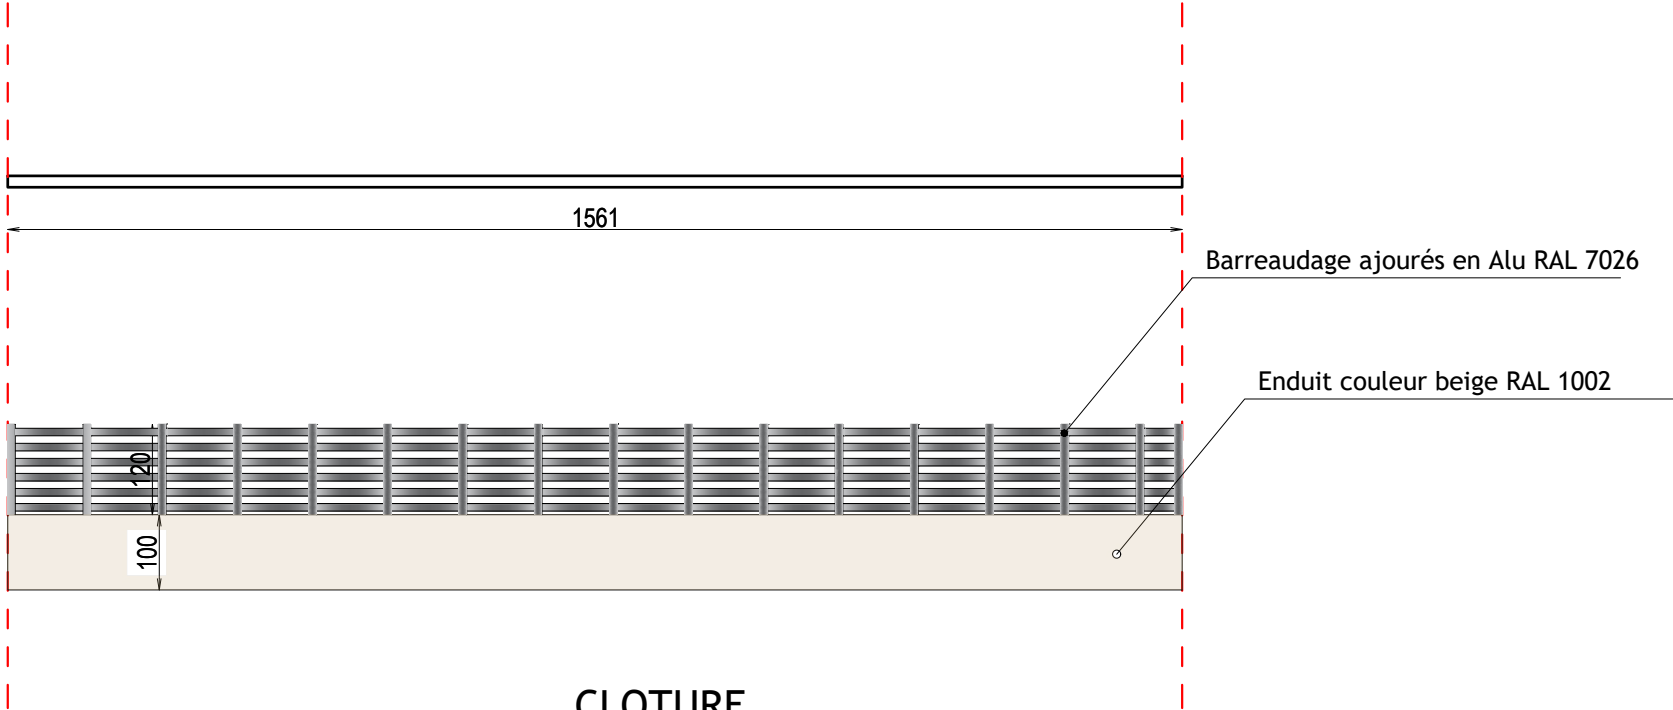 1561
Barreaudage ajourés en Alu RAL 7026
Enduit couleur beige RAL 1002
120
100
CLOTURE